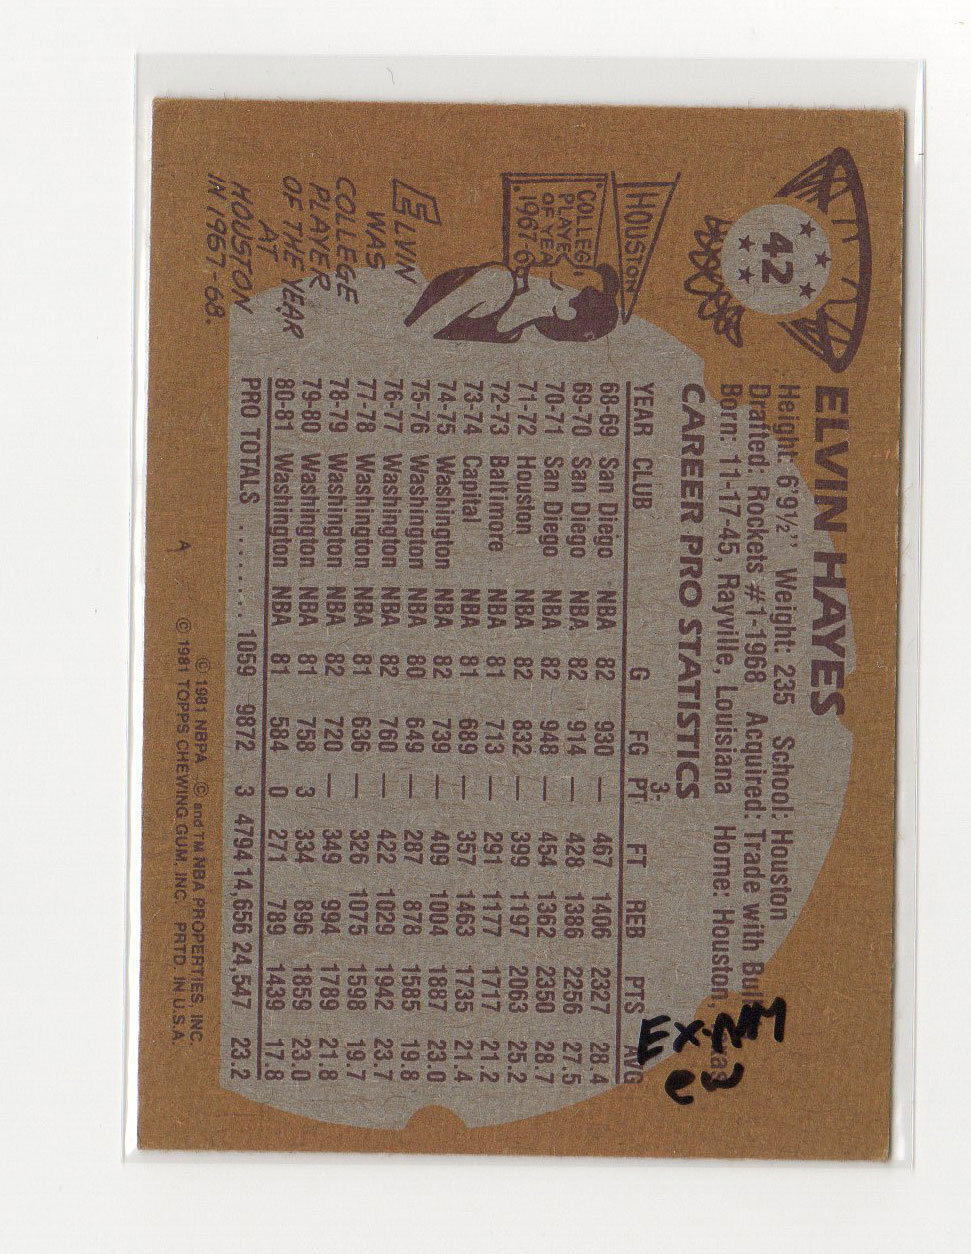 42
ELVIN HAYES
Height: 6'9½" Weight: 235 School: Houston
Drafted: Rockets #1-1968 Acquired: Trade with
Born: 11-17-45, Rayville, Louisiana Home: Houston,
CAREER PRO STATISTICS
YEAR CLUB G FG 3-PT FT REB PTS AVG
68-69 San Diego NBA 82 930 — 467 1406 2327 28.4
69-70 San Diego NBA 82 914 — 428 1386 2256 27.5
70-71 San Diego NBA 82 948 — 454 1362 2350 28.7
71-72 Houston NBA 82 832 — 399 1197 2063 25.2
72-73 Baltimore NBA 81 713 — 291 1177 1717 21.2
73-74 Capital NBA 81 689 — 357 1463 1735 21.4
74-75 Washington NBA 82 739 — 409 1004 1887 23.0
75-76 Washington NBA 80 649 — 287 878 1585 19.8
76-77 Washington NBA 82 760 — 422 1029 1942 23.7
77-78 Washington NBA 81 636 — 326 1075 1598 19.7
78-79 Washington NBA 82 720 — 349 994 1789 21.8
79-80 Washington NBA 81 758 3 334 896 1859 23.0
80-81 Washington NBA 81 584 0 271 789 1439 17.8
PRO TOTALS ......... 1059 9872 3 4794 14,656 24,547 23.2
HOUSTON
COLLEGE
PLAYER
OF YEA
1967-6
ELVIN
WAS
COLLEGE
PLAYER
OF THE YEAR
AT
HOUSTON
IN 1967-68.
A
© 1981 NBPA © and TM NBA PROPERTIES, INC.
© 1981 TOPPS CHEWING GUM, INC. PRTD. IN U.S.A.
EX-NM